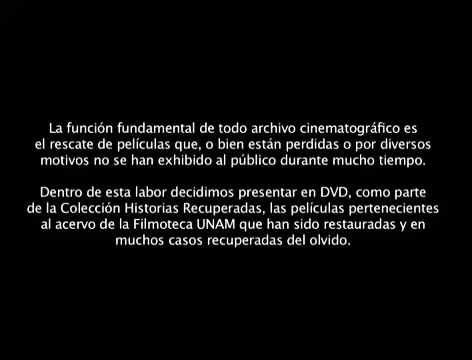 La función fundamental de todo archivo cinematográfico es
el rescate de películas que, o bien están perdidas o por diversos
motivos no se han exhibido al público durante mucho tiempo.
Dentro de esta labor decidimos presentar en DVD, como parte
de la Colección Historias Recuperadas, las películas pertenecientes
al acervo de la Filmoteca UNAM que han sido restauradas y en
muchos casos recuperadas del olvido.